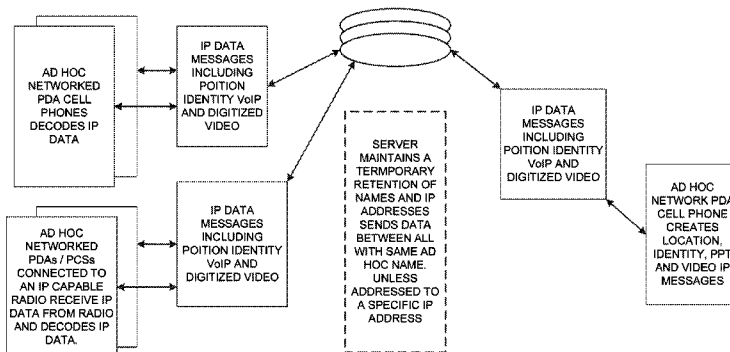 AD HOC
NETWORKED
PDA CELL
PHONES
DECODES IP
DATA
IP DATA
MESSAGES
INCLUDING
POITION
IDENTITY VoIP
AND DIGITIZED
VIDEO
AD HOC
NETWORKED
PDAs / PCSs
CONNECTED TO
AN IP CAPABLE
RADIO RECEIVE IP
DATA FROM RADIO
AND DECODES IP
DATA.
IP DATA
MESSAGES
INCLUDING
POITION IDENTITY
VoIP AND
DIGITIZED VIDEO
SERVER
MAINTAINS A
TERMPORARY
RETENTION OF
NAMES AND IP
ADDRESSES
SENDS DATA
BETWEEN ALL
WITH SAME AD
HOC NAME.
UNLESS
ADDRESSED TO
A SPECIFIC IP
ADDRESS
IP DATA
MESSAGES
INCLUDING
POITION IDENTITY
VoIP AND
DIGITIZED VIDEO
AD HOC
NETWORK PDA
CELL PHONE
CREATES
LOCATION,
IDENTITY, PPT
AND VIDEO IP
MESSAGES